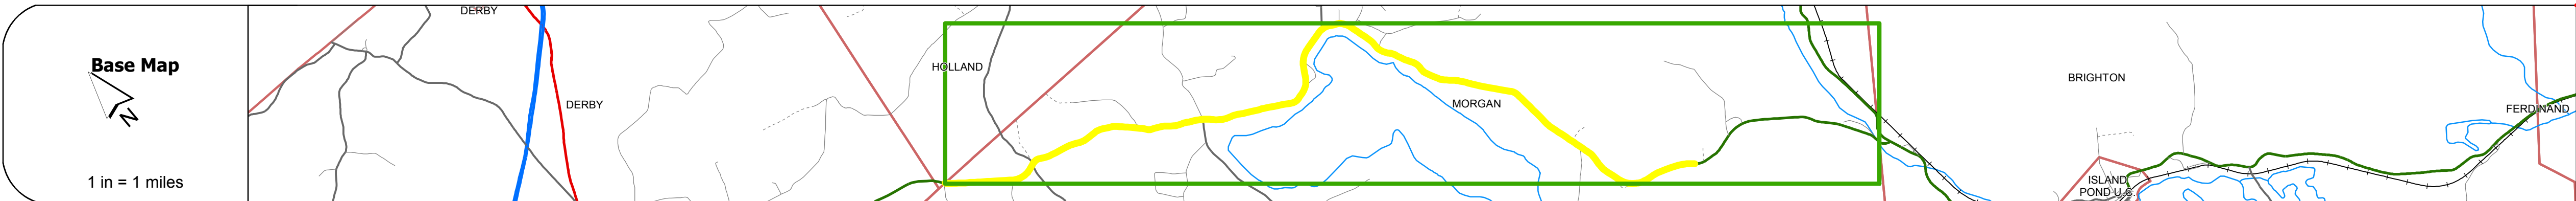 DERBY
Base Map
HOLLAND
BRIGHTON
DERBY
MORGAN
FERDINAND
N
1 in = 1 miles
ISLAND
POND U.C.